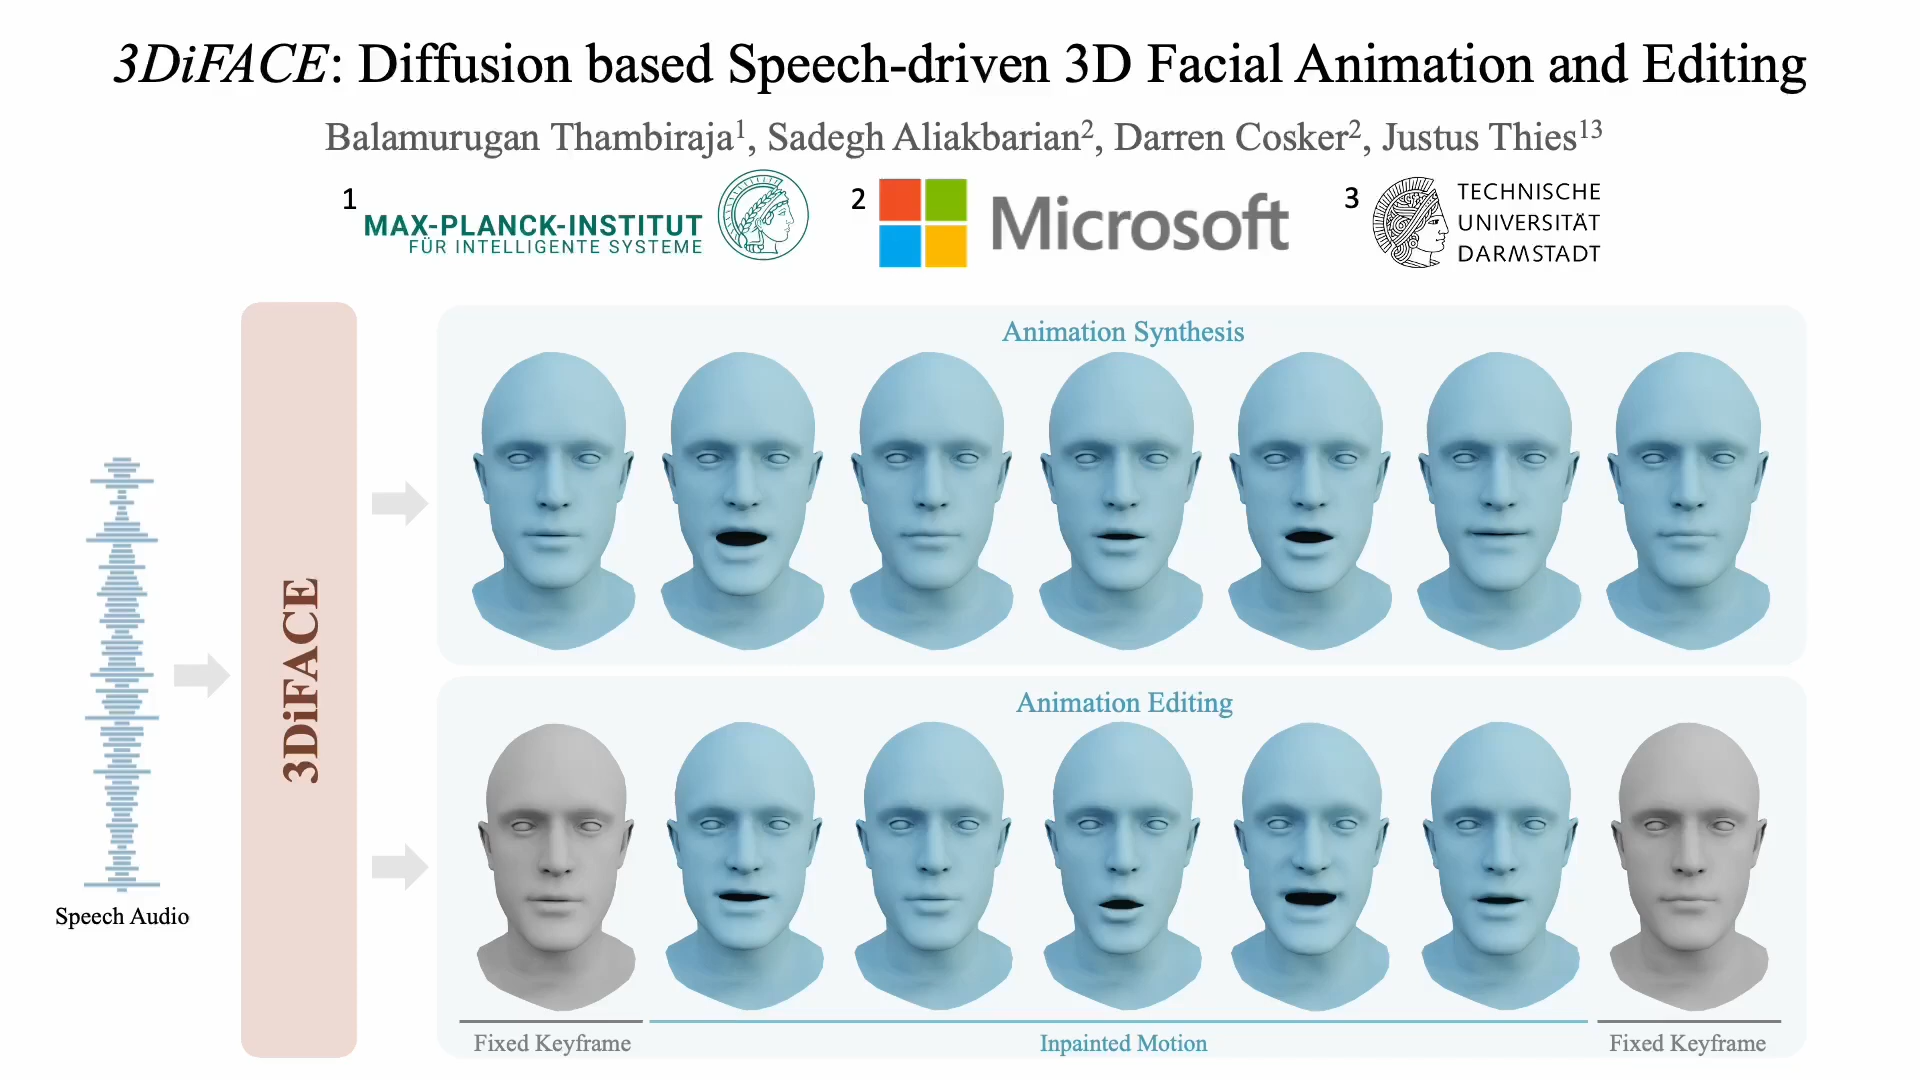 3DiFACE: Diffusion based Speech-driven 3D Facial Animation and Editing
Balamurugan Thambiraja1, Sadegh Aliakbarian2, Darren Cosker2, Justus Thies13
1
MAX-PLANCK-INSTITUT
FÜR INTELLIGENTE SYSTEME
2
Microsoft
3
TECHNISCHE
UNIVERSITÄT
DARMSTADT
Speech Audio
3DiFACE
Animation Synthesis
Animation Editing
Fixed Keyframe
Inpainted Motion
Fixed Keyframe